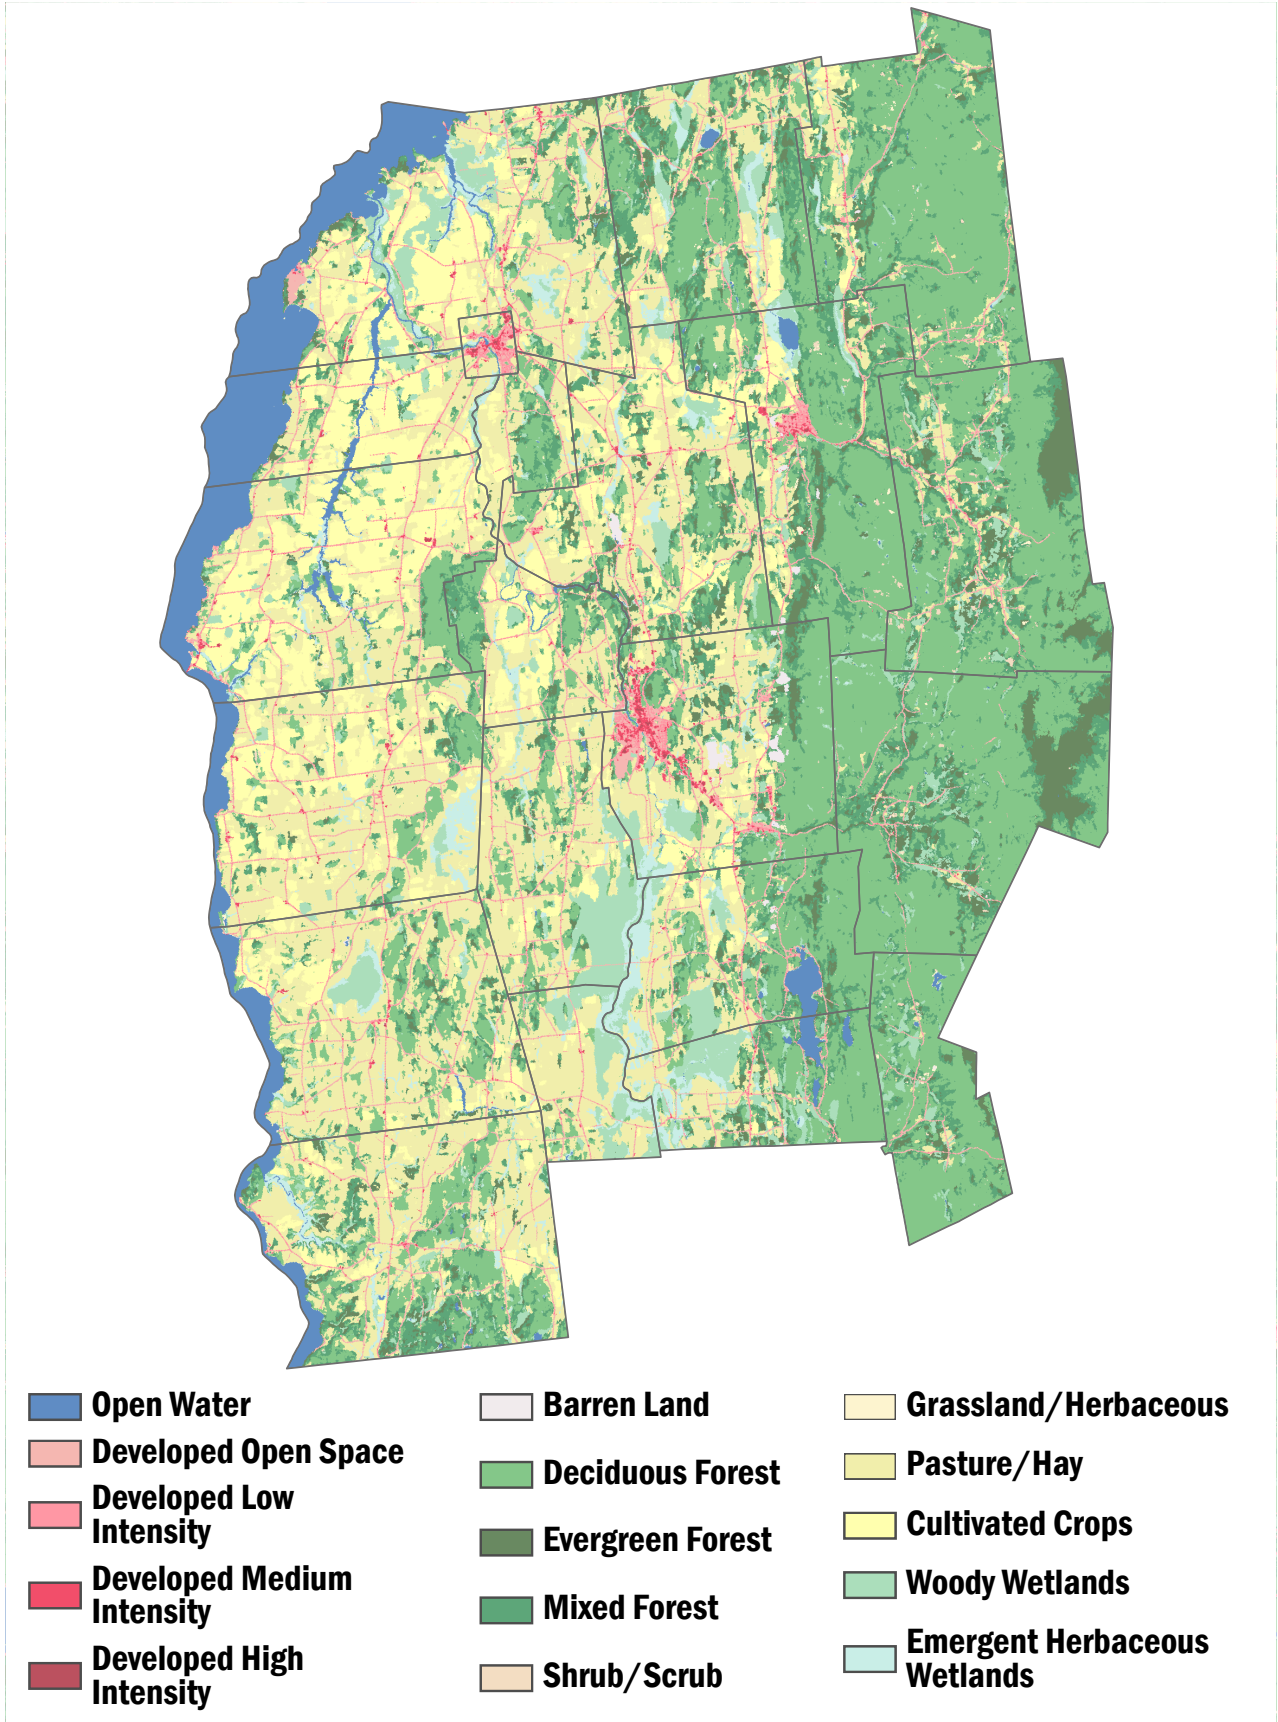 Open Water
Developed Open Space
Developed Low
Intensity
Developed Medium
Intensity
Developed High
Intensity
Barren Land
Deciduous Forest
Evergreen Forest
Mixed Forest
Shrub/Scrub
Grassland/Herbaceous
Pasture/Hay
Cultivated Crops
Woody Wetlands
Emergent Herbaceous
Wetlands